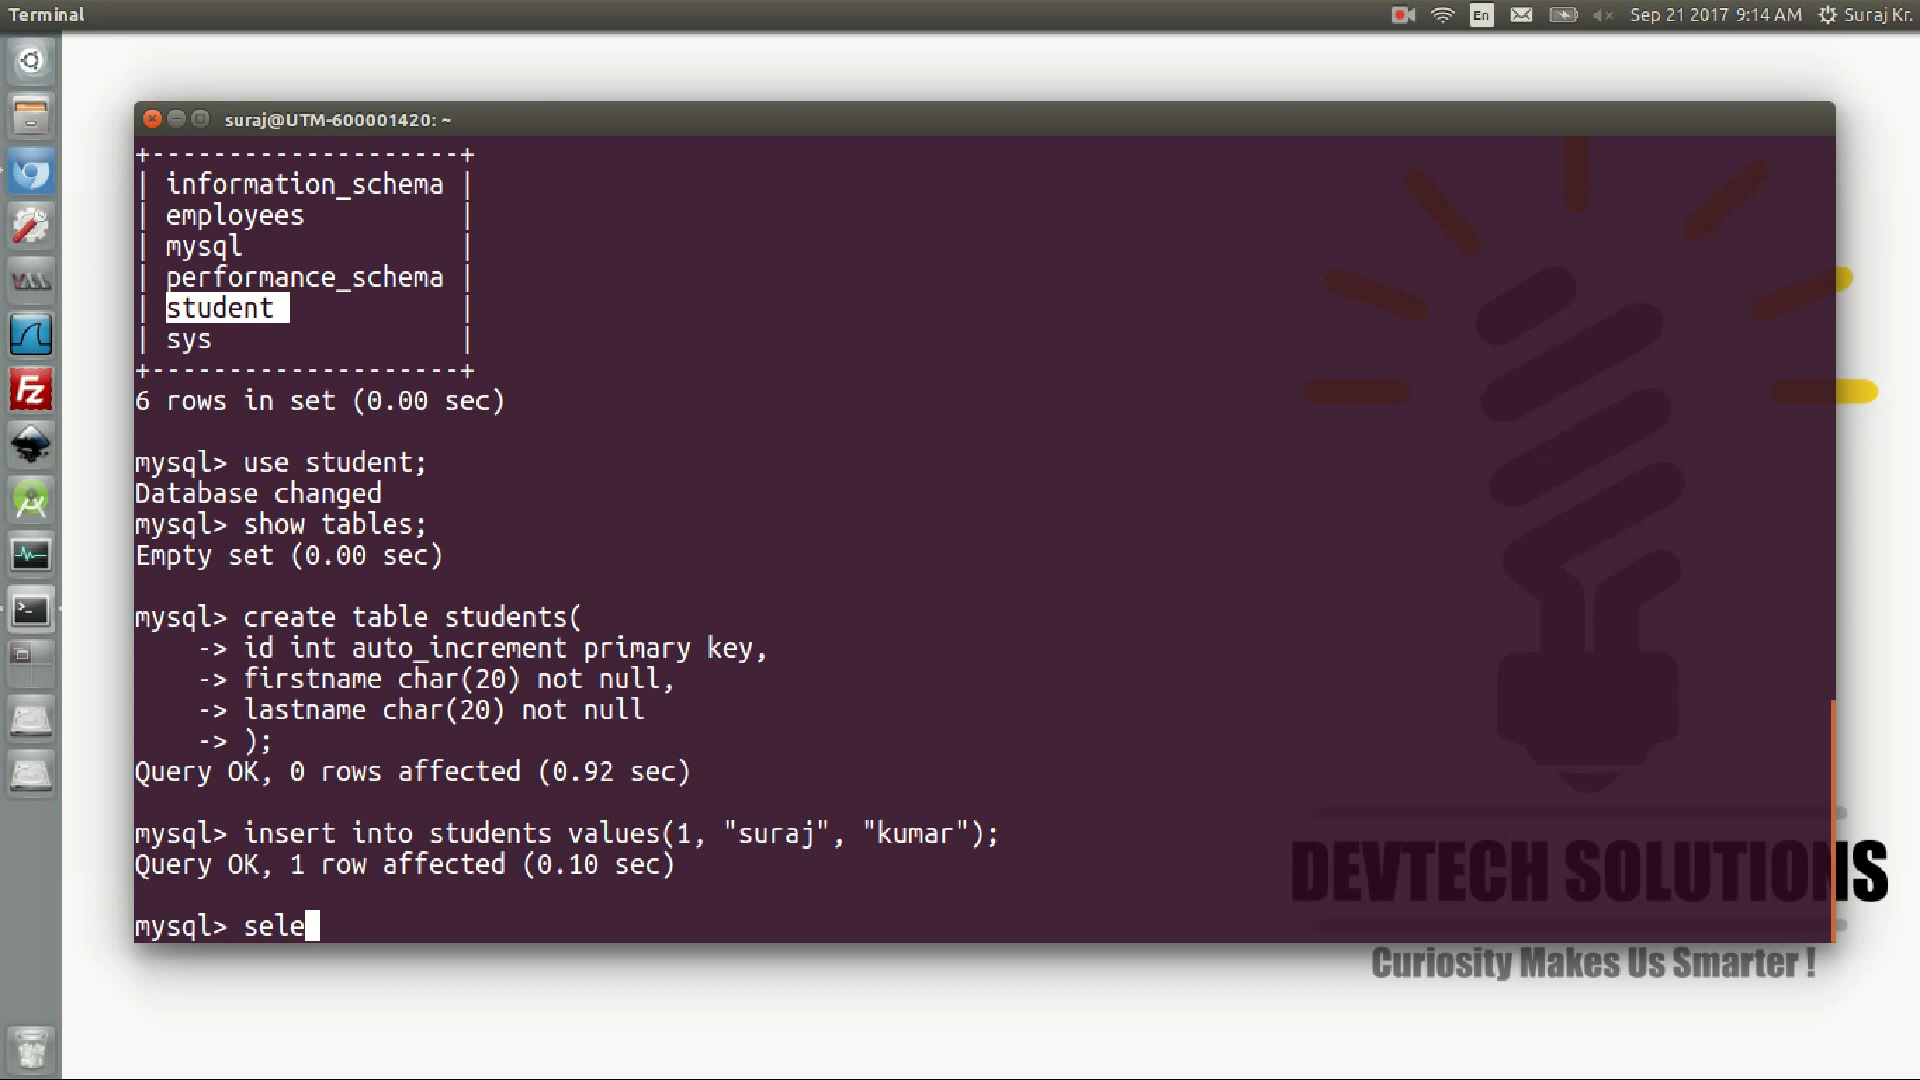 Terminal
En
Sep 21 2017 9:14 AM
Suraj Kr.
suraj@UTM-600001420: ~
+--------------------+
| information_schema |
| employees |
| mysql |
| performance_schema |
| student |
| sys |
+--------------------+
6 rows in set (0.00 sec)
mysql> use student;
Database changed
mysql> show tables;
Empty set (0.00 sec)
mysql> create table students(
-> id int auto_increment primary key,
-> firstname char(20) not null,
-> lastname char(20) not null
-> );
Query OK, 0 rows affected (0.92 sec)
mysql> insert into students values(1, "suraj", "kumar");
Query OK, 1 row affected (0.10 sec)
mysql> sele
DEVTECH SOLUTIONS
Curiosity Makes Us Smarter !
Fz